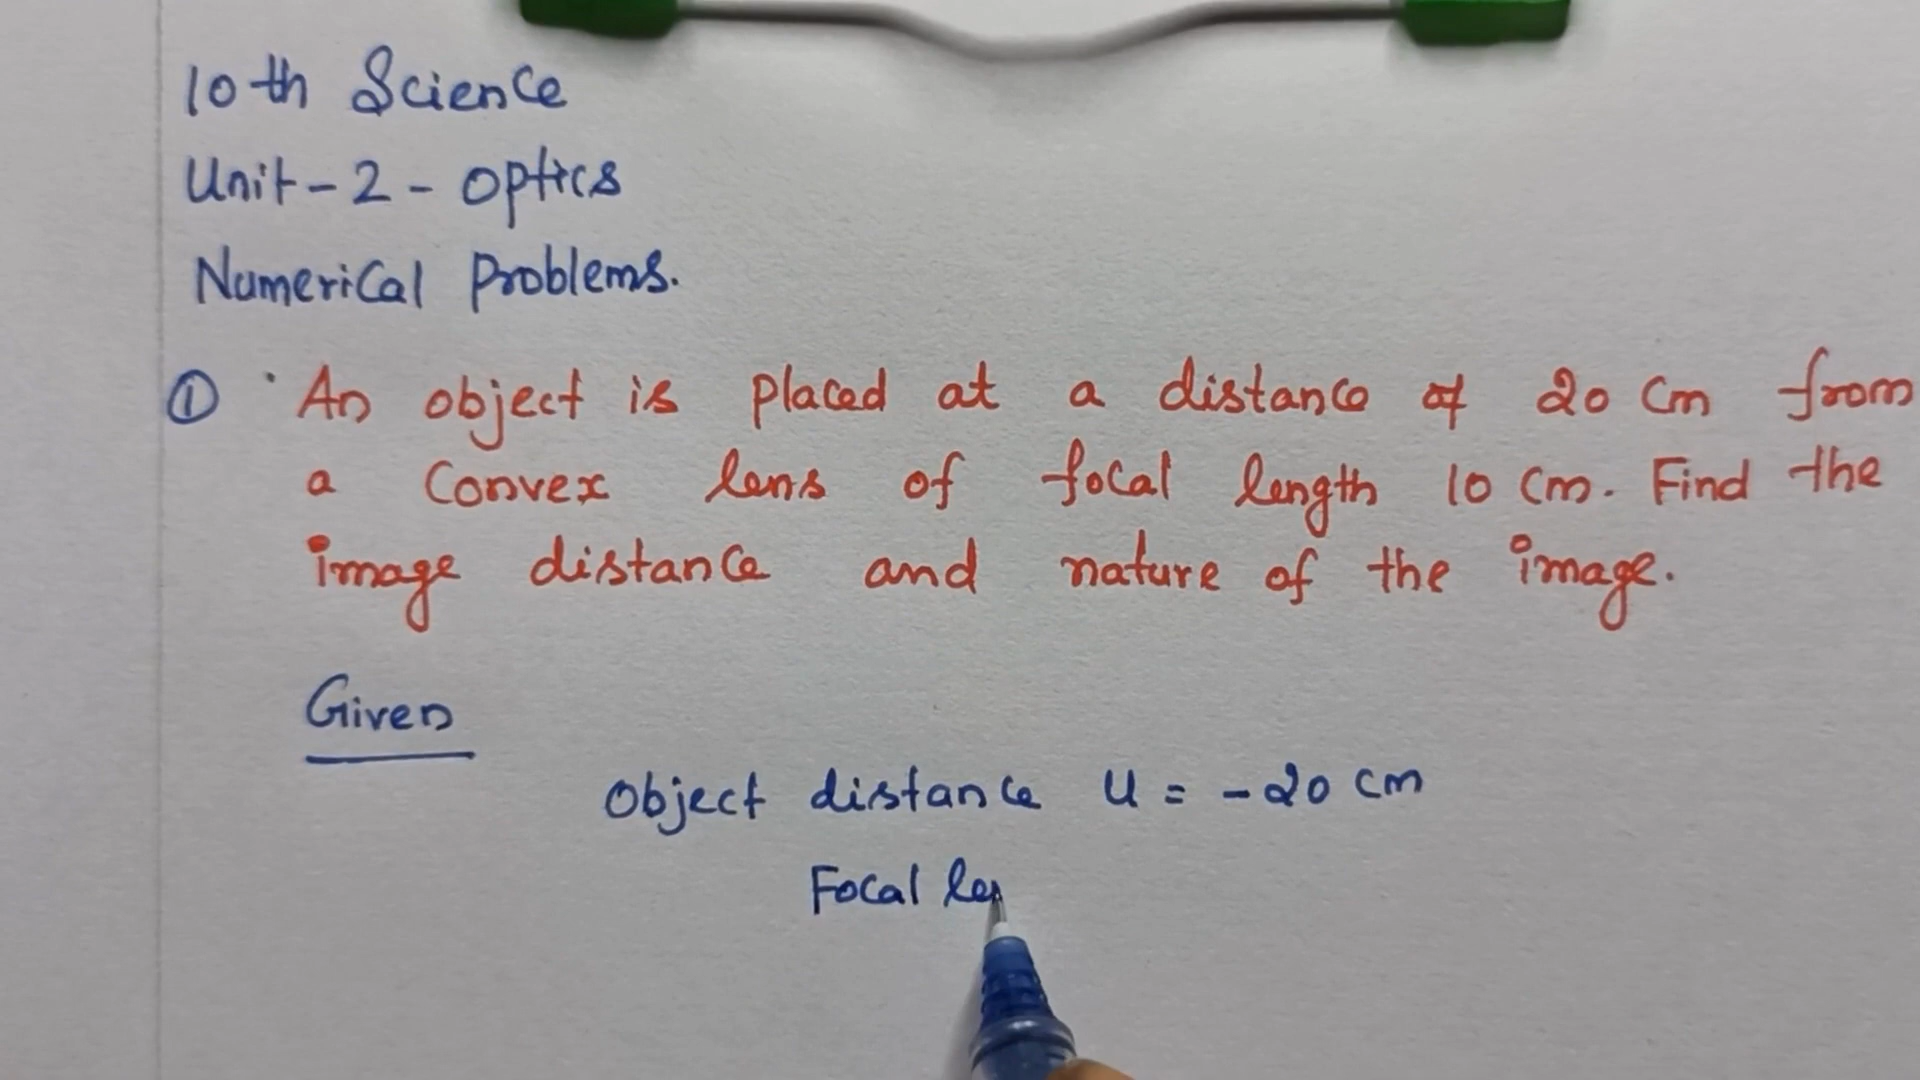 10th Science
Unit-2-Optics
Numerical Problems.
① An object is placed at a distance of 20 cm from
a convex lens of focal length 10 cm. Find the
image distance and nature of the image.
Given
Object distance u = -20 cm
Focal len